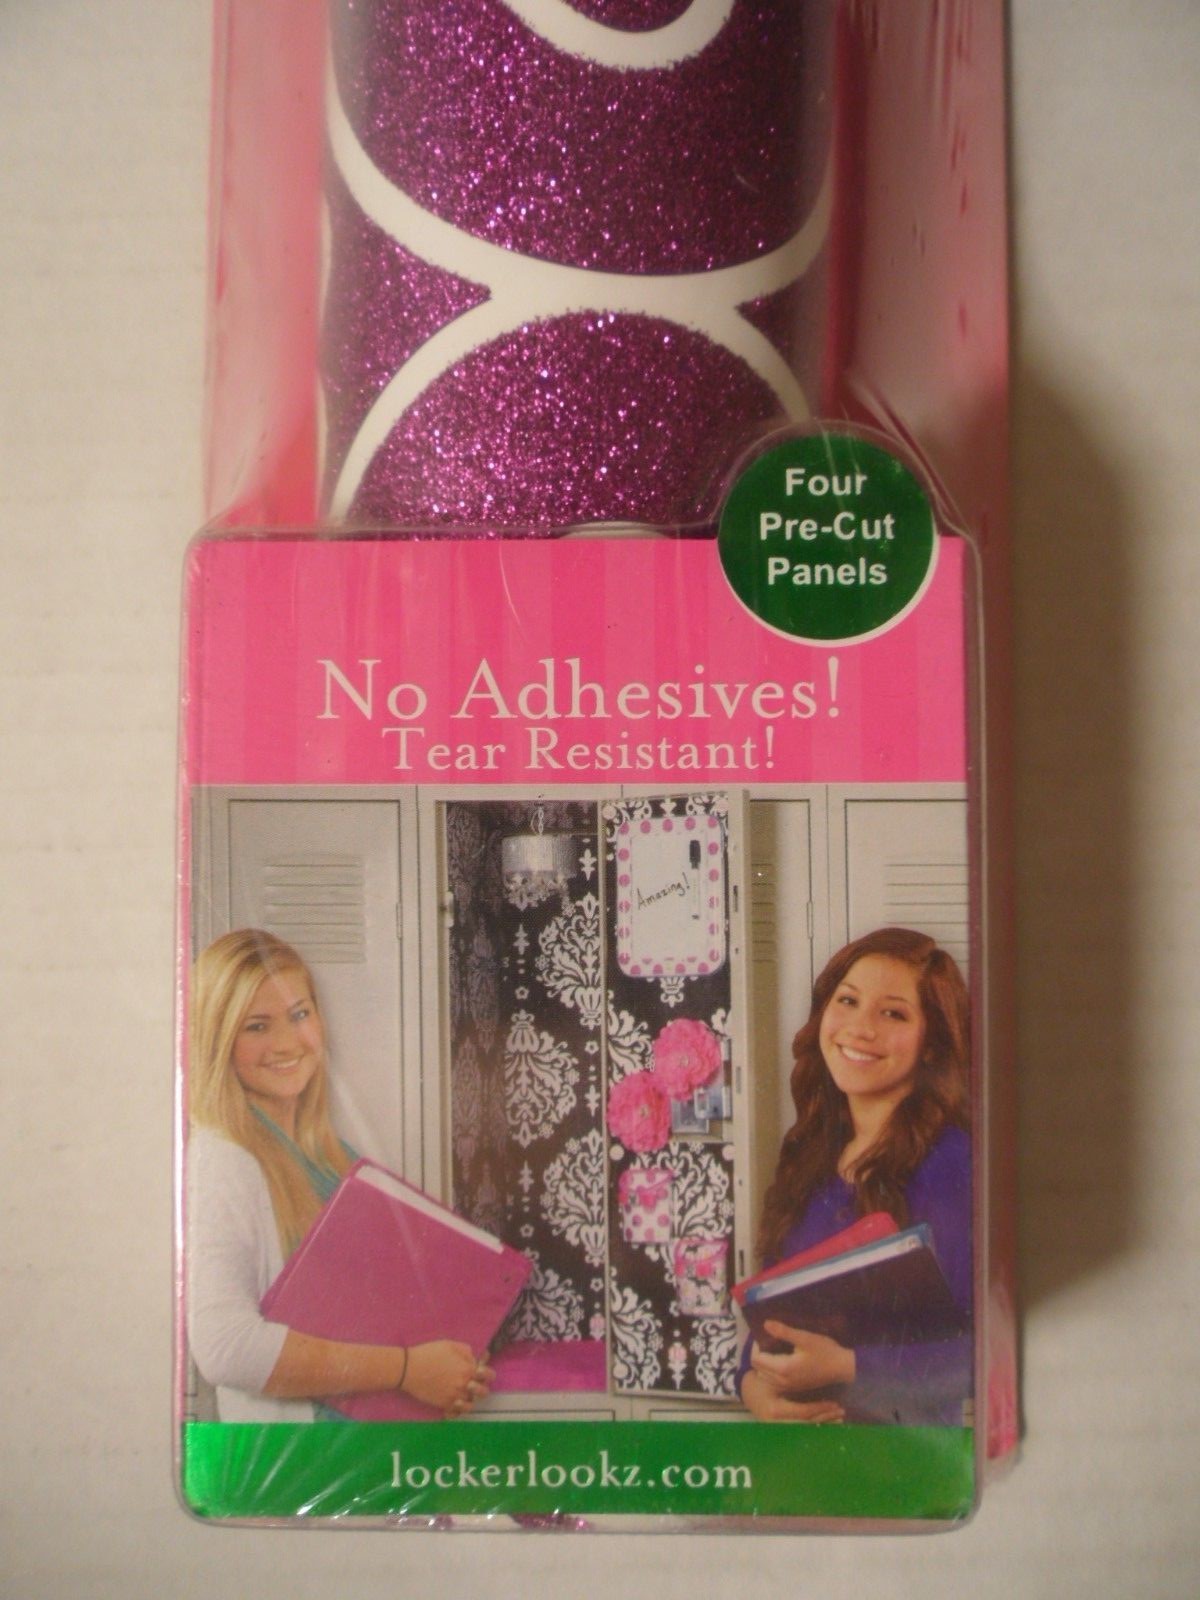 Four
Pre-Cut
Panels
No Adhesives!
Tear Resistant!
Amazing!
lockerlookz.com